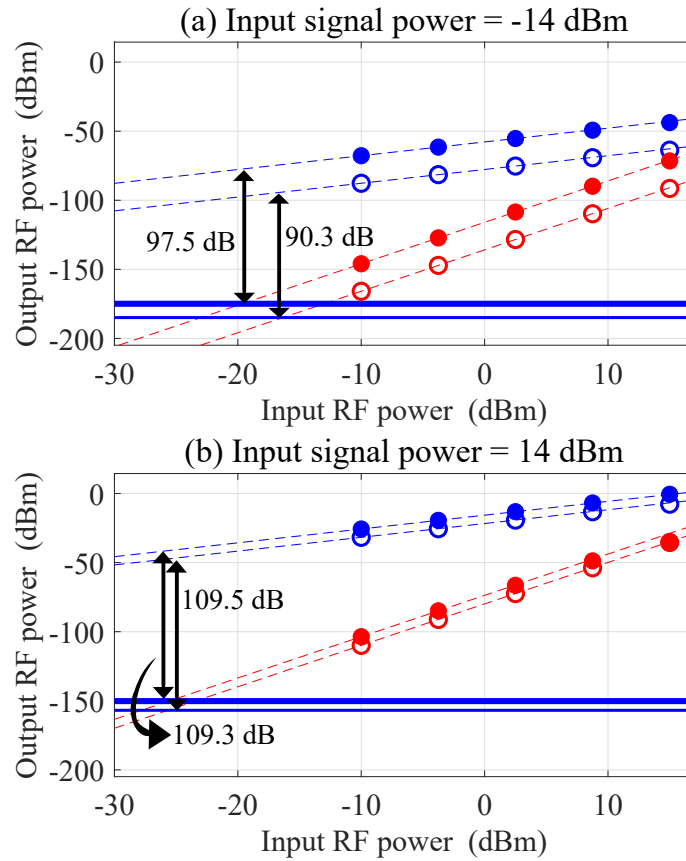 (a) Input signal power = -14 dBm
Output RF power (dBm)
0
-50
-100
-150
-200
97.5 dB
90.3 dB
-30
-20
-10
0
10
Input RF power (dBm)
(b) Input signal power = 14 dBm
Output RF power (dBm)
0
-50
-100
-150
-200
109.5 dB
109.3 dB
-30
-20
-10
0
10
Input RF power (dBm)